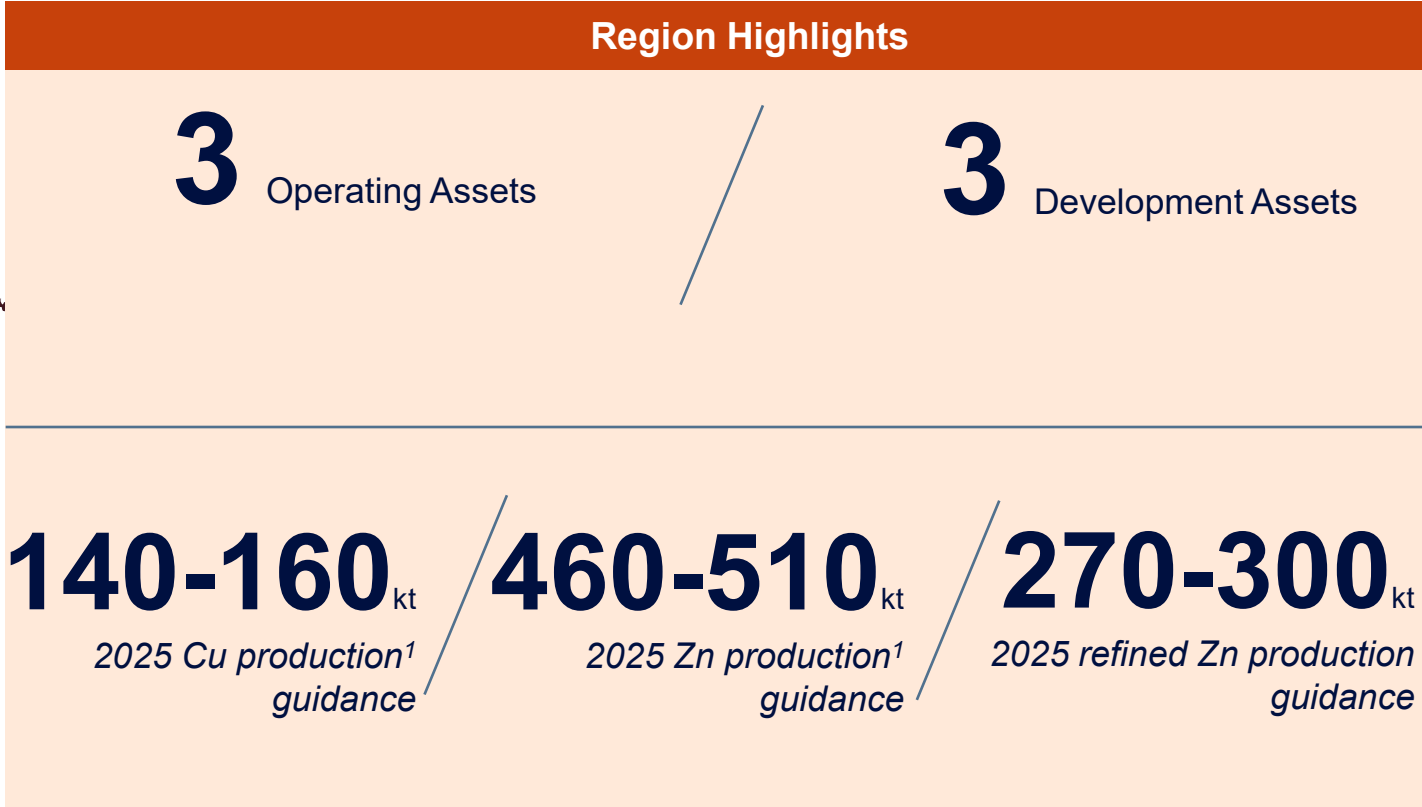 Region Highlights
3 Operating Assets
3 Development Assets
140-160kt
2025 Cu production¹
guidance
460-510kt
2025 Zn production¹
guidance
270-300kt
2025 refined Zn production
guidance